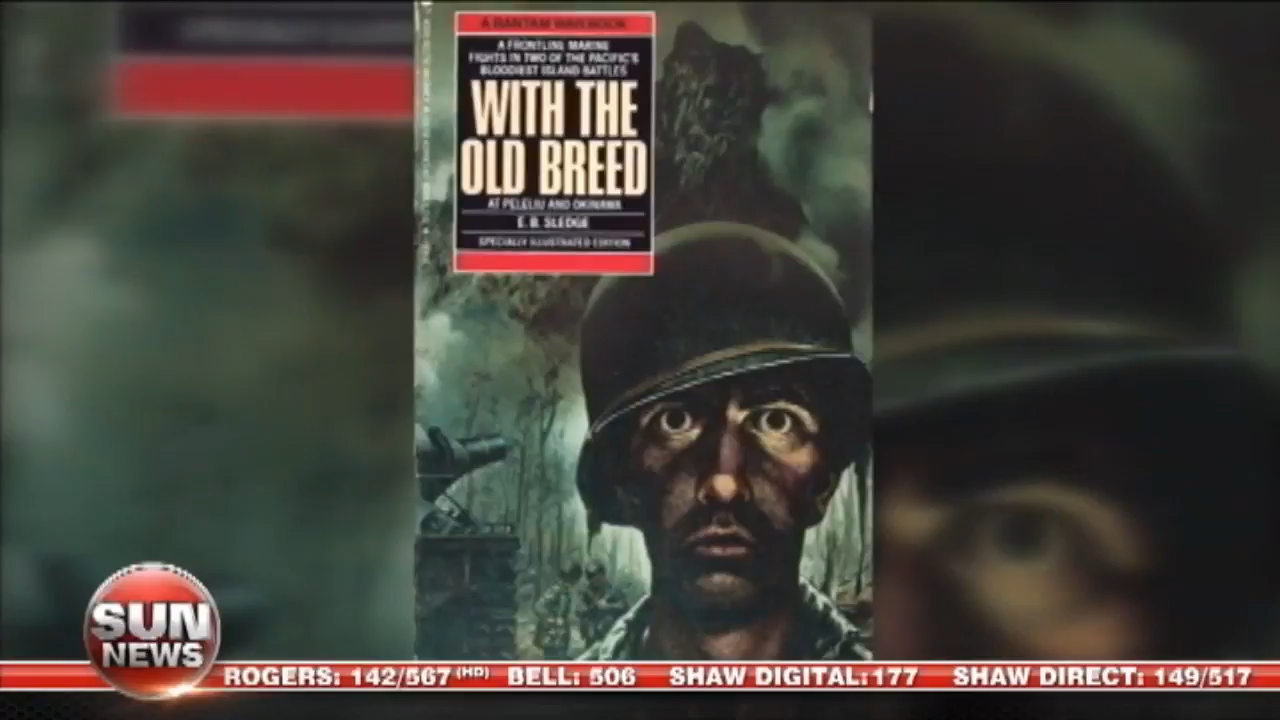 A BANTAM WAR BOOK
A FRONTLINE MARINE
FIGHTS IN TWO OF THE PACIFIC'S
BLOODIEST ISLAND BATTLES
WITH THE
OLD BREED
AT PELELIU AND OKINAWA
E. B. SLEDGE
SPECIALLY ILLUSTRATED EDITION
SUN
NEWS
ROGERS: 142/567 (HD) BELL: 506 SHAW DIGITAL: 177 SHAW DIRECT: 149/517